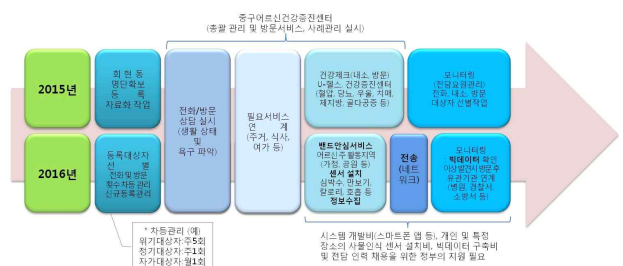 중구어르신건강증진센터
(총괄 관리 및 방문서비스, 사례관리 실시)
2015년
회 현 동
명단확보
등 록
자료화 작업
전화/방문
상담 실시
(생활 상태
및
욕구 파악)
필요서비스
연 계
(주거, 식사,
여가 등)
건강체크(내소, 방문)
U-헬스, 건강증진센터
(혈압, 당뇨, 우울, 치매,
체지방, 골다공증 등)
모니터링
(전담요원관리)
전화, 내소, 방문
대상자 선별작업
2016년
등록대상자
선 별
전화 및 방문
횟수 차등 관리
신규등록관리
밴드안심서비스
어르신 주 활동지역
(가정, 공원 등)
센서 설치
심박수, 만보기,
칼로리, 호흡 등
정보수집
전송
(네트
워크)
모니터링
: 빅데이터 확인
이상발견시 방문후
유관기관 연계
(병원, 경찰서,
소방서 등)
* 차등관리 (예)
위기대상자:주5회
정기대상자:주1회
자가대상자:월1회
시스템 개발비(스마트폰 앱 등), 개인 및 특정
장소의 사물인식 센서 설치비, 빅데이터 구축비
및 전담 인력 채용을 위한 정부의 지원 필요